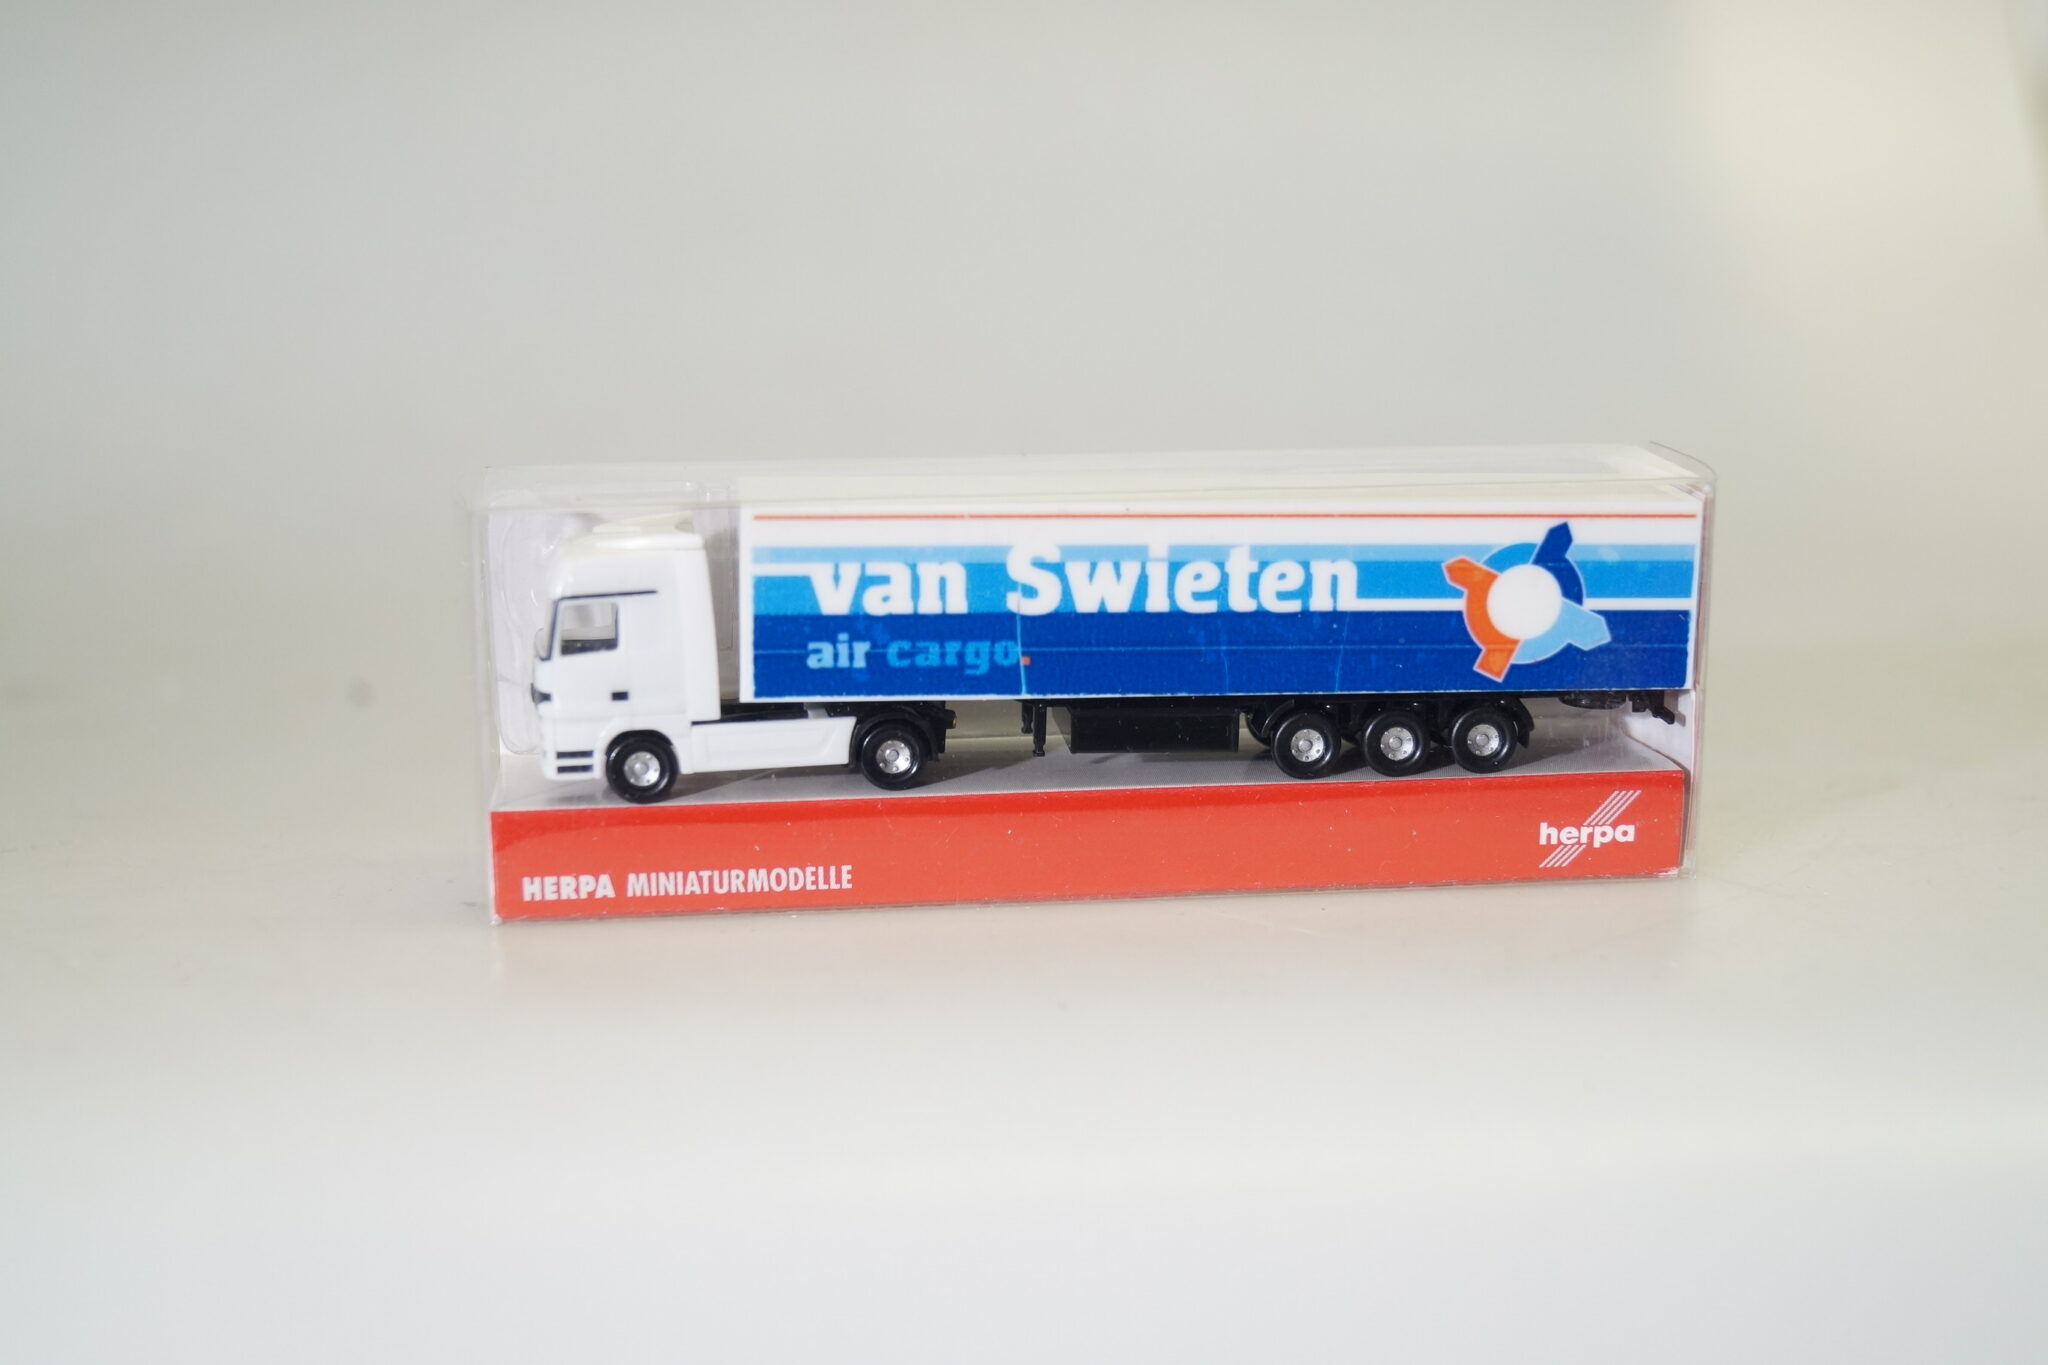 van Swieten
air cargo.
herpa
HERPA MINIATURMODELLE